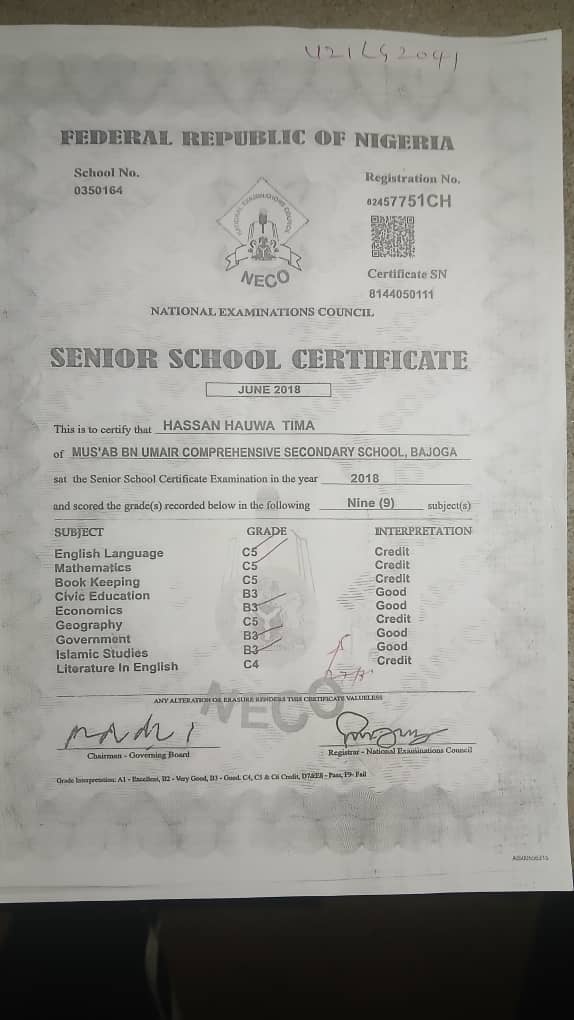 U21LG2041
FEDERAL REPUBLIC OF NIGERIA
School No.
0350164
Registration No.
82457751CH
NATIONAL EXAMINATIONS COUNCIL
NECO
Certificate SN
8144050111
NATIONAL EXAMINATIONS COUNCIL
SENIOR SCHOOL CERTIFICATE
JUNE 2018
This is to certify that HASSAN HAUWA TIMA
of MUS'AB BN UMAIR COMPREHENSIVE SECONDARY SCHOOL, BAJOGA
sat the Senior School Certificate Examination in the year 2018
and scored the grade(s) recorded below in the following Nine (9) subject(s)
SUBJECT GRADE INTERPRETATION
English Language C5 Credit
Mathematics C5 Credit
Book Keeping C5 Credit
Civic Education B3 Good
Economics B3 Good
Geography C5 Credit
Government B3 Good
Islamic Studies B3 Good
Literature In English C4 Credit
ANY ALTERATION OR ERASURE RENDERS THIS CERTIFICATE VALUELESS
NECO
Chairman - Governing Board
Registrar - National Examinations Council
Grade Interpretation: A1 - Excellent, B2 - Very Good, B3 - Good, C4, C5 & C6 Credit, D7&E8 - Pass, F9- Fail